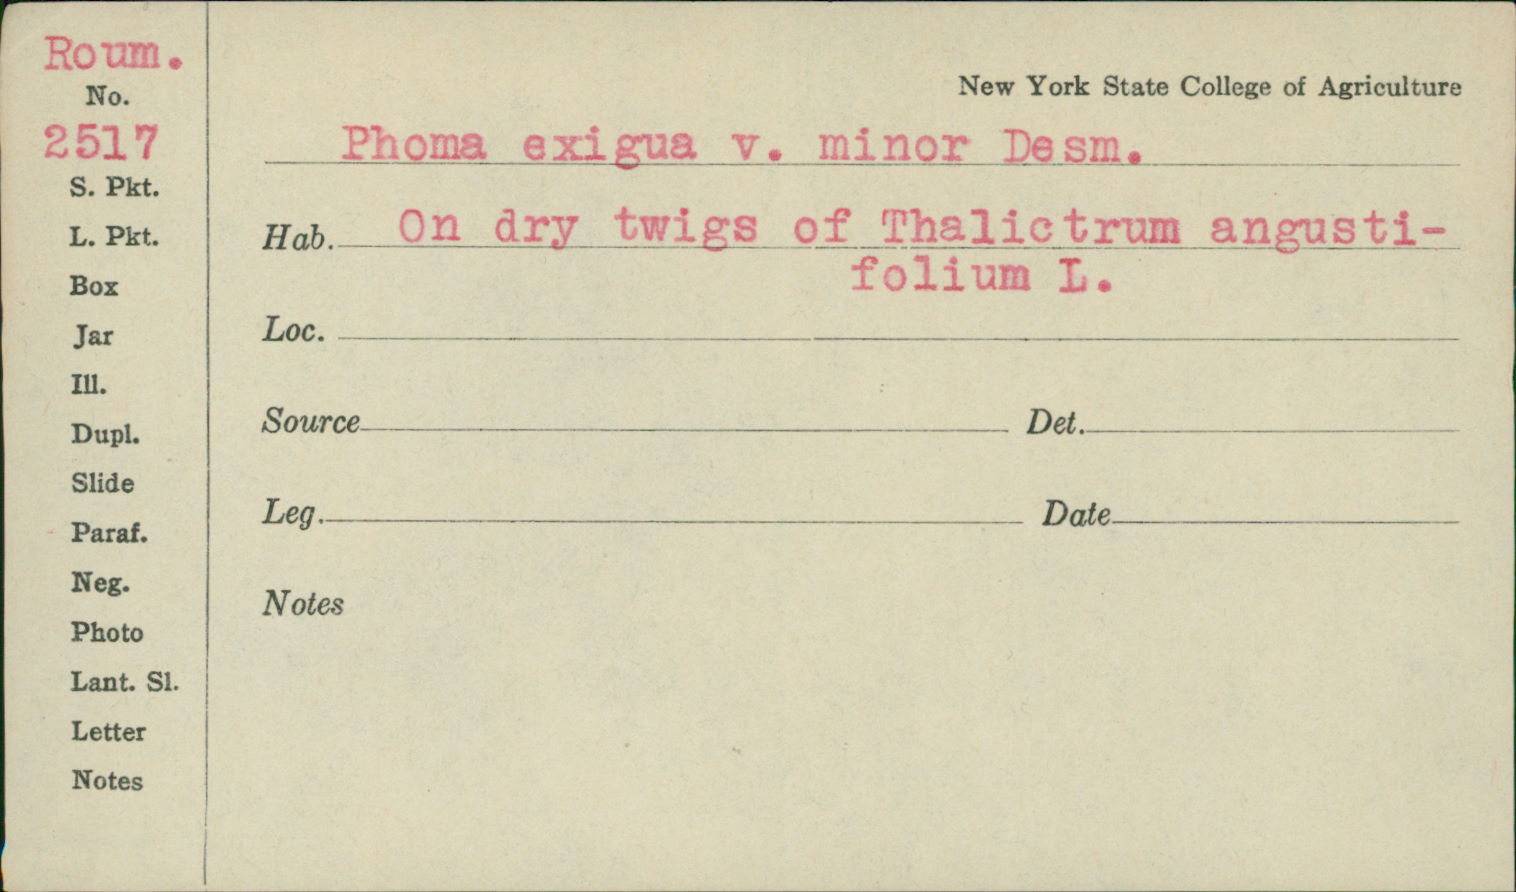 Roum.
No.
2517
S. Pkt.
L. Pkt.
Box
Jar
Ill.
Dupl.
Slide
Paraf.
Neg.
Photo
Lant. Sl.
Letter
Notes
New York State College of Agriculture
Phoma exigua v. minor Desm.
Hab. On dry twigs of Thalictrum angusti-
folium L.
Loc.
Source Det.
Leg. Date
Notes